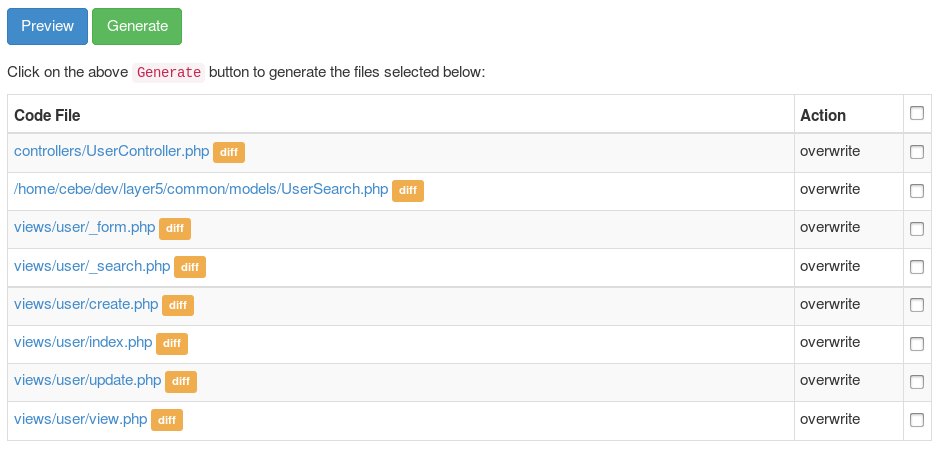 Preview Generate
Click on the above Generate button to generate the files selected below:
Code File Action
controllers/UserController.php diff overwrite
/home/cebe/dev/layer5/common/models/UserSearch.php diff overwrite
views/user/_form.php diff overwrite
views/user/_search.php diff overwrite
views/user/create.php diff overwrite
views/user/index.php diff overwrite
views/user/update.php diff overwrite
views/user/view.php diff overwrite